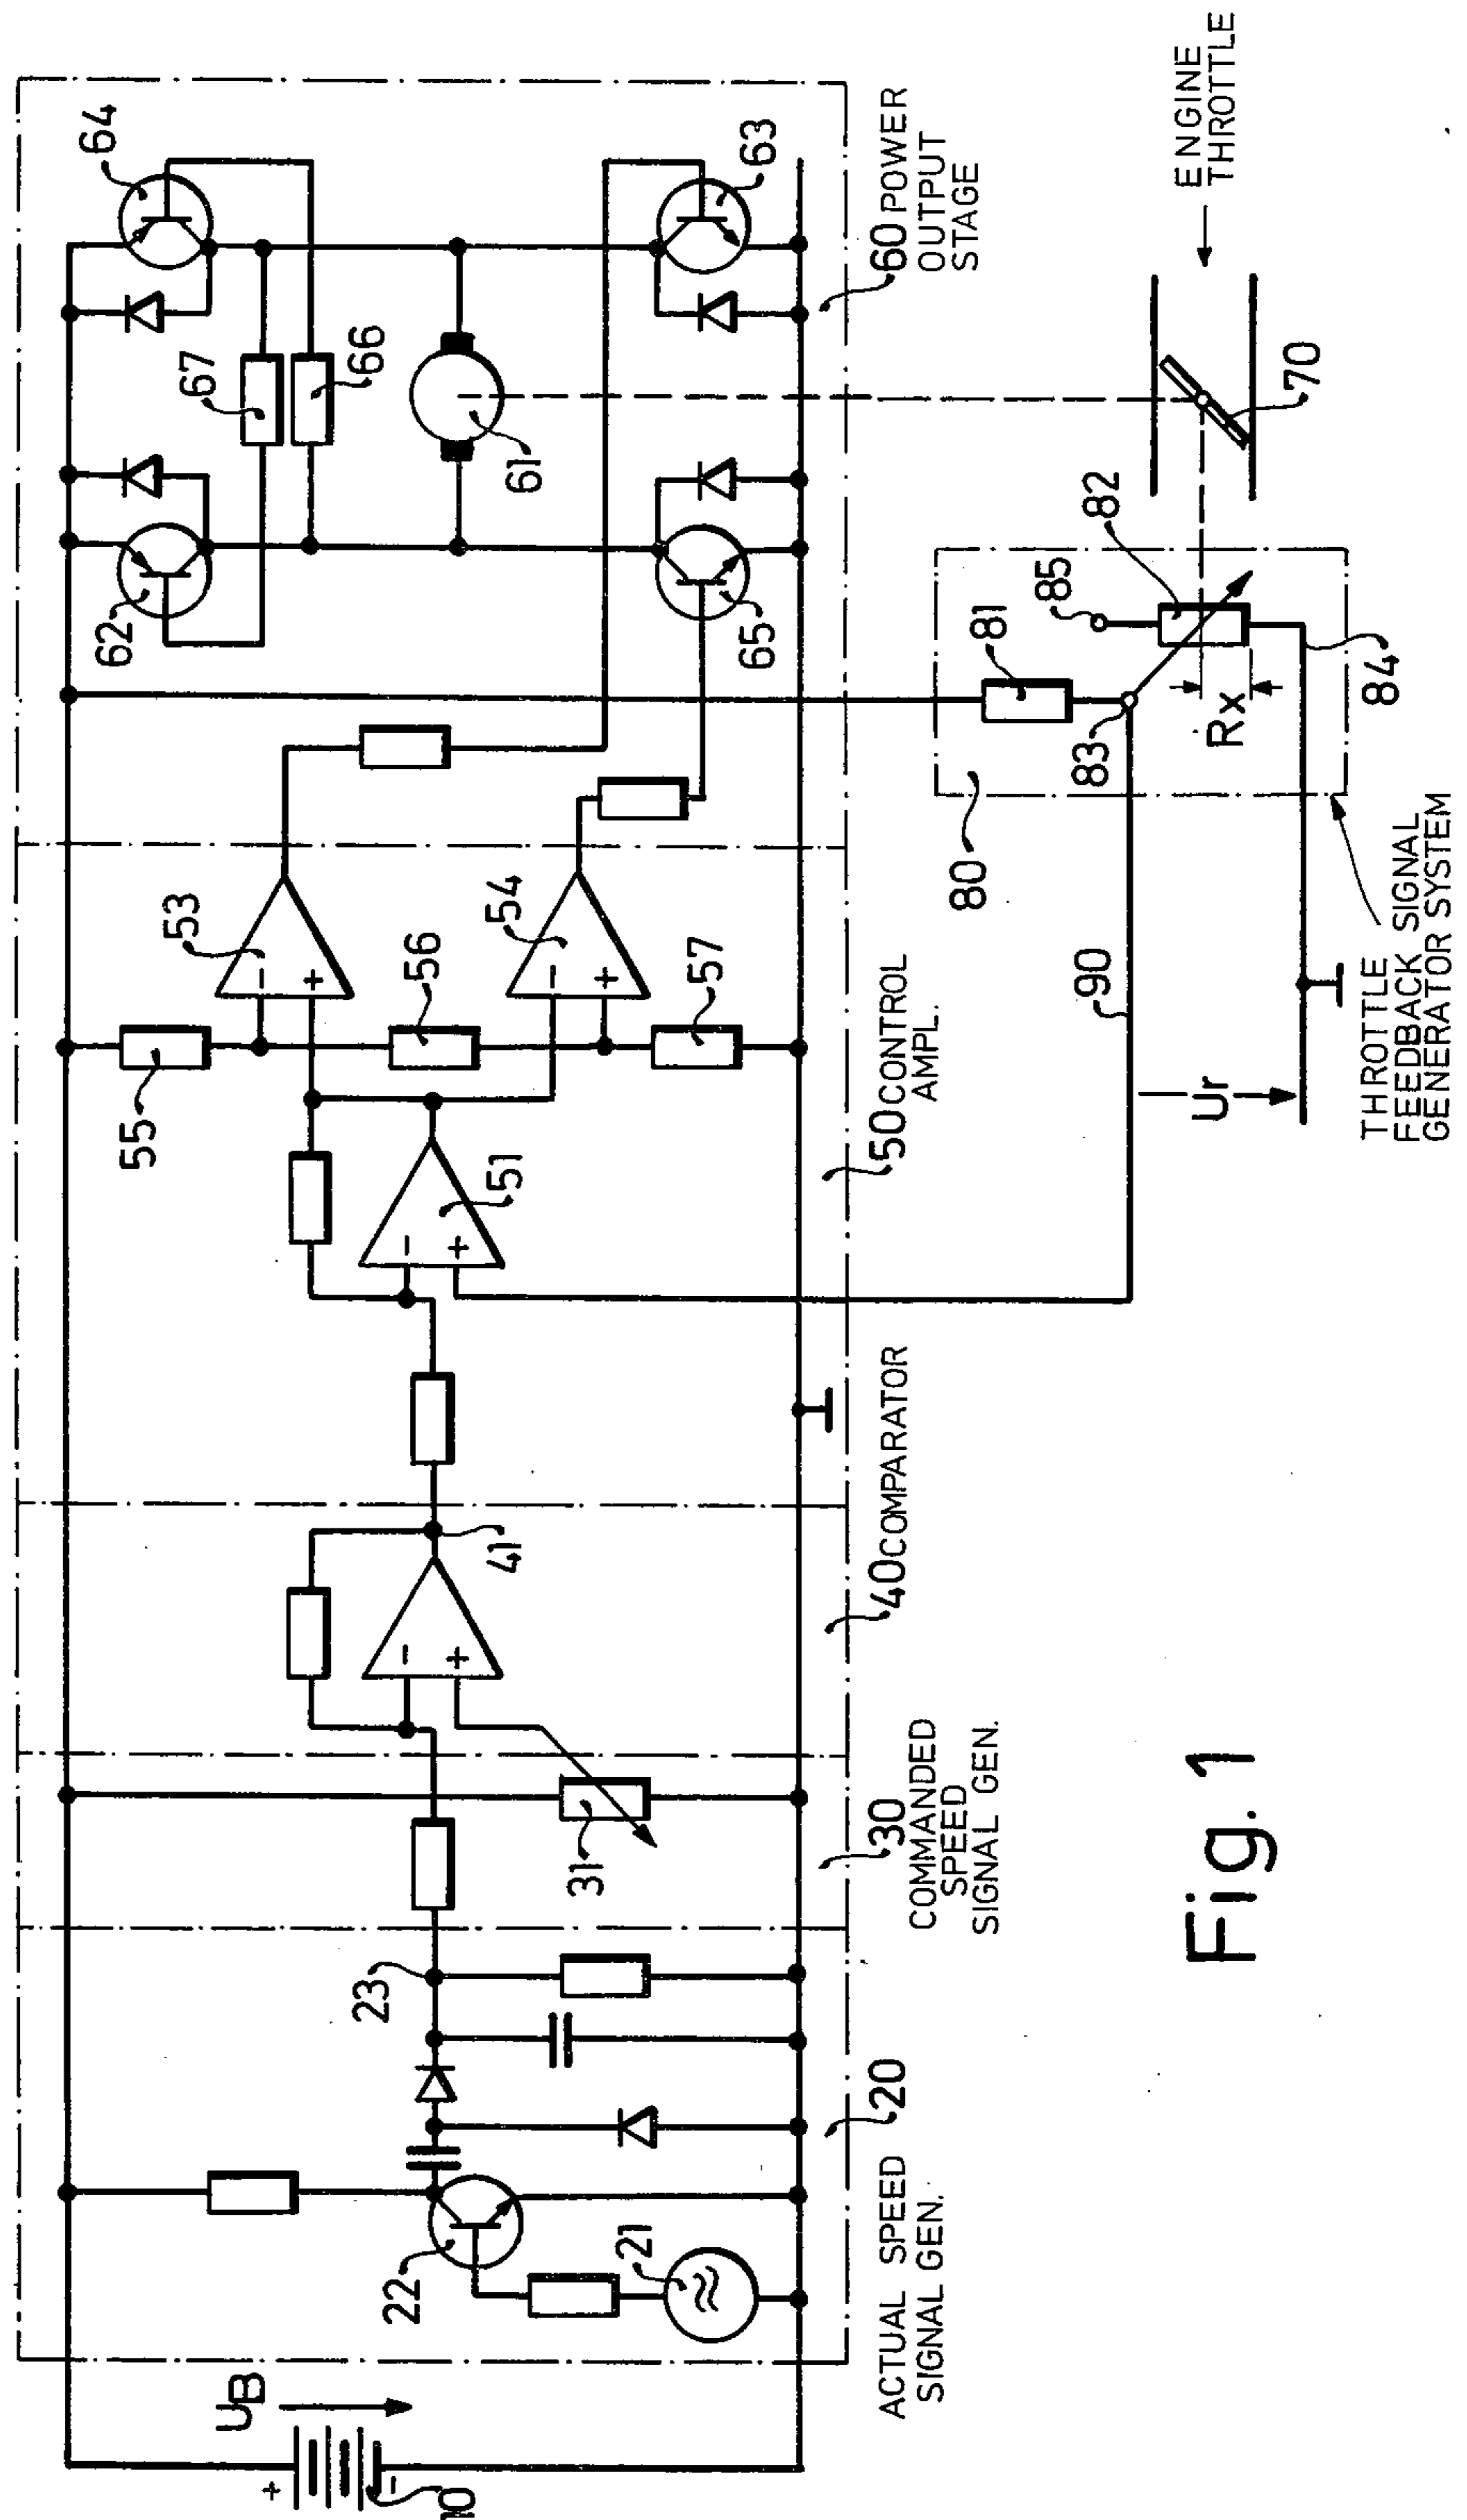 UB
+
-
10
22
21
23
20
ACTUAL SPEED
SIGNAL GEN.
31
30
COMMANDED
SPEED
SIGNAL GEN.
-
+
41
40 COMPARATOR
-
+
51
55
53
-
+
56
54
-
+
57
50 CONTROL
AMPL.
62
64
67
66
61
65
63
60 POWER
OUTPUT
STAGE
90
Ur
80
81
85
82
83
Rx
84
70
ENGINE
THROTTLE
THROTTLE
FEEDBACK SIGNAL
GENERATOR SYSTEM
Fig. 1